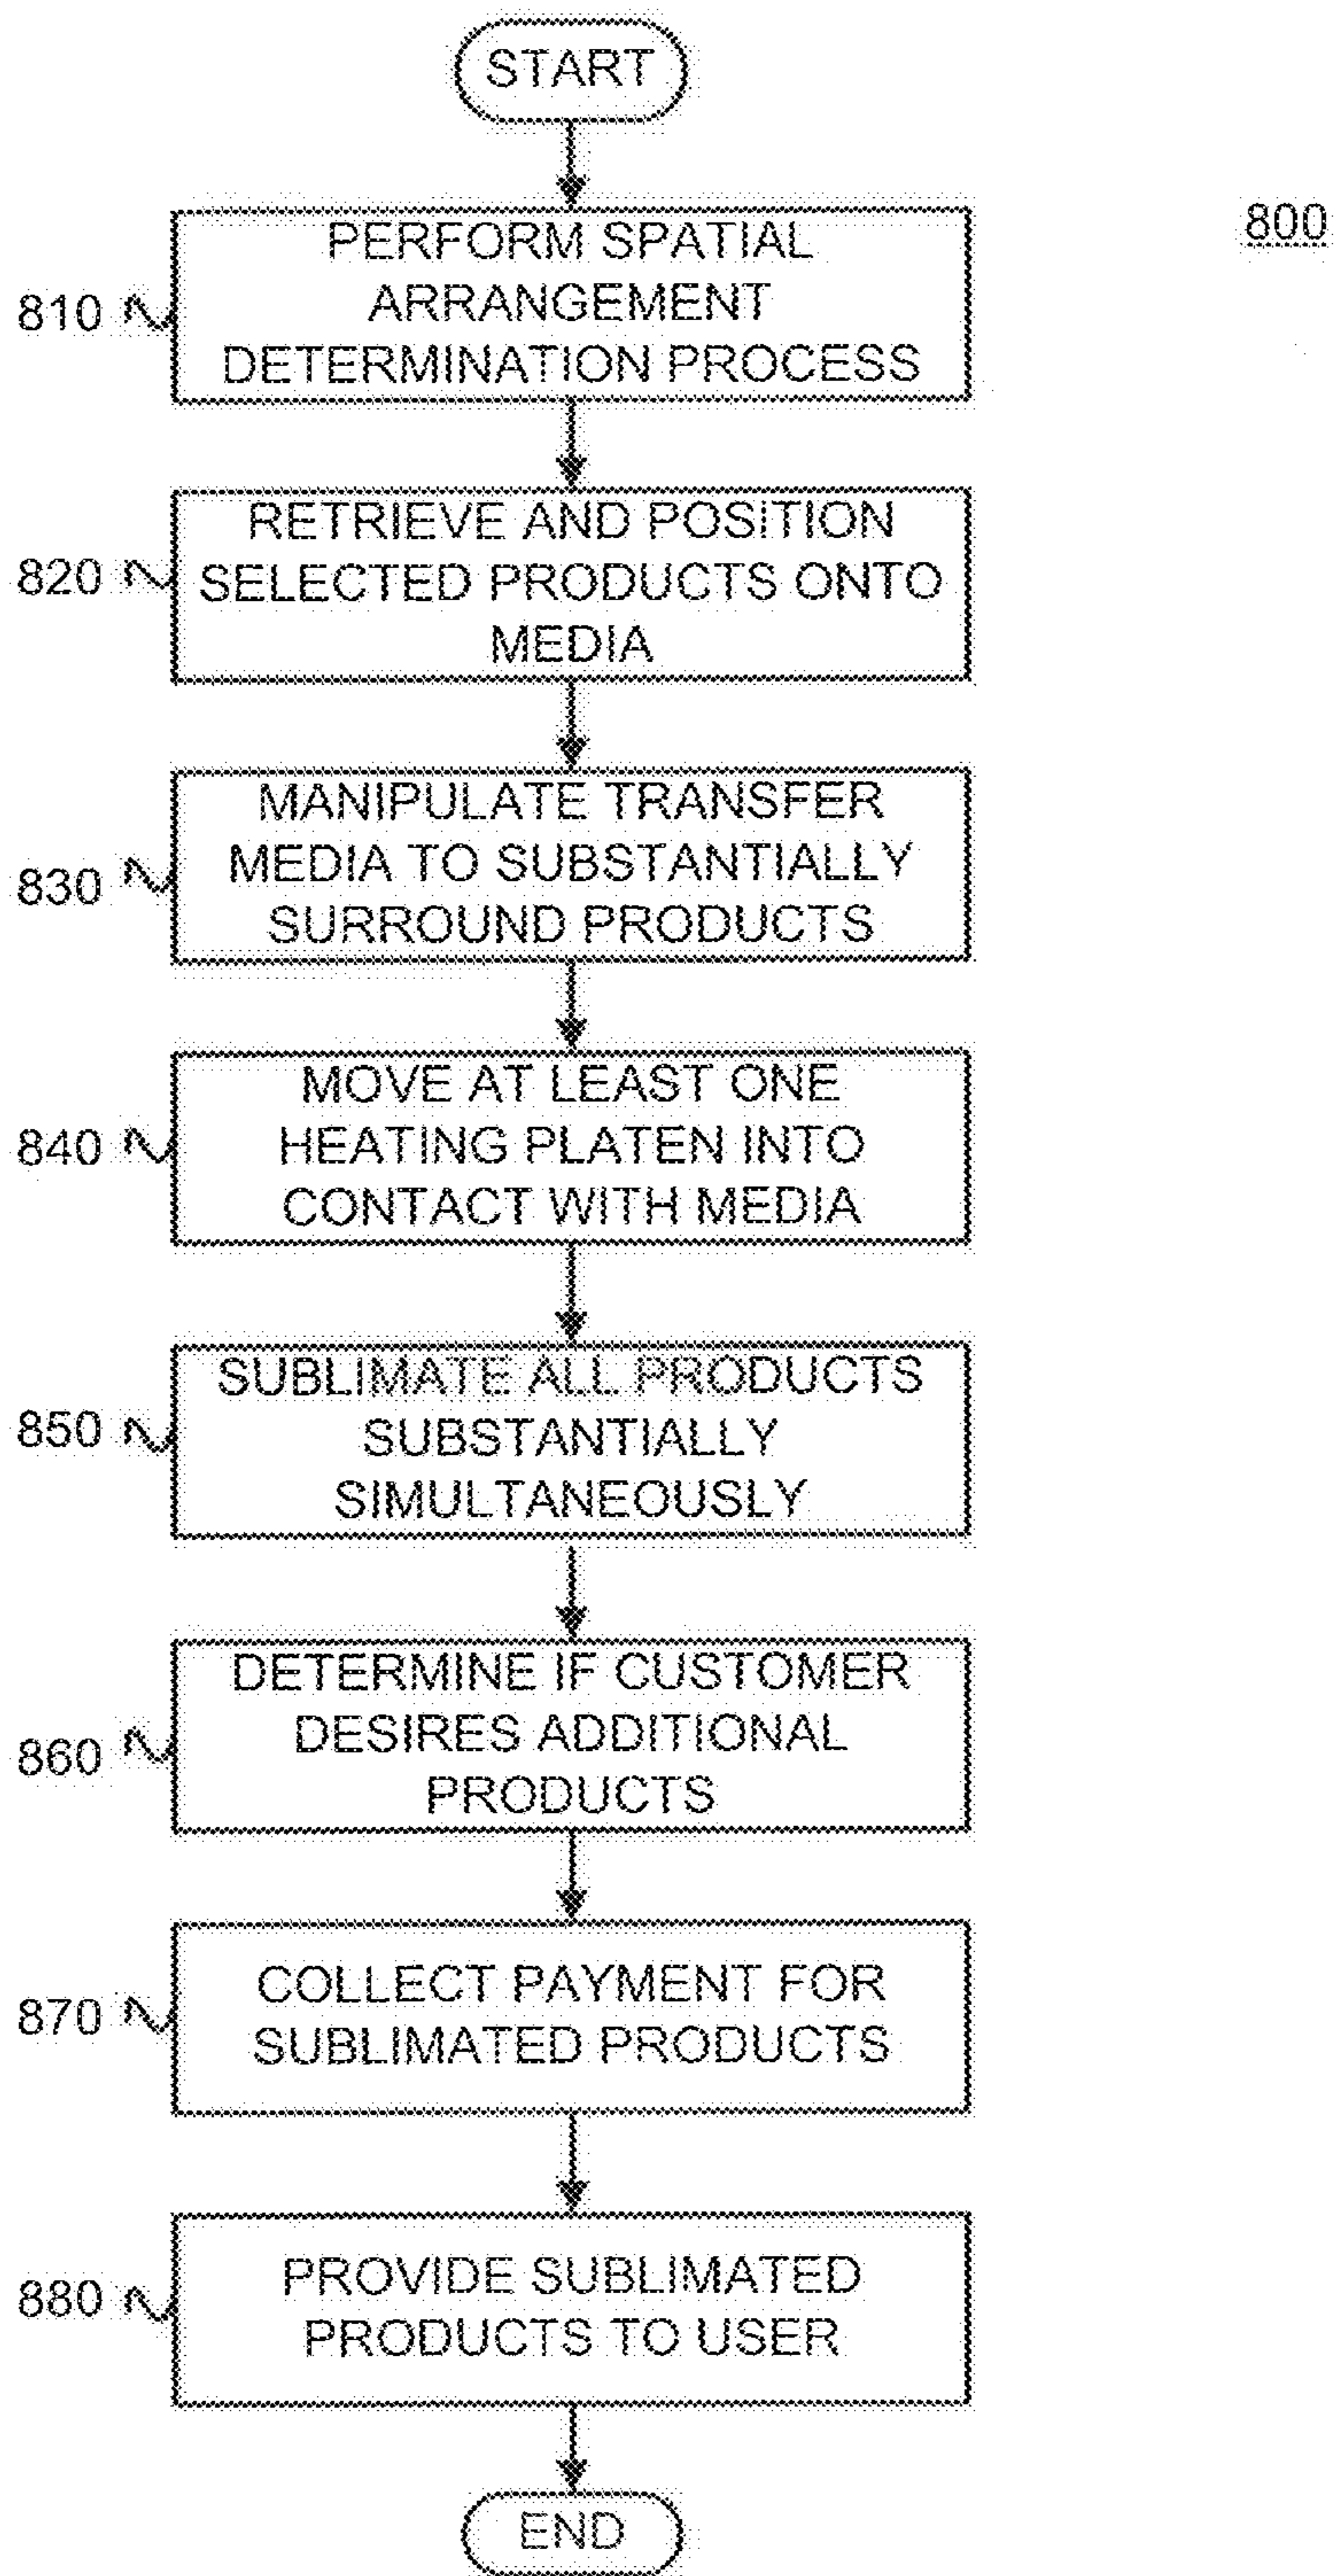 START
800
810
PERFORM SPATIAL
ARRANGEMENT
DETERMINATION PROCESS
820
RETRIEVE AND POSITION
SELECTED PRODUCTS ONTO
MEDIA
830
MANIPULATE TRANSFER
MEDIA TO SUBSTANTIALLY
SURROUND PRODUCTS
840
MOVE AT LEAST ONE
HEATING PLATEN INTO
CONTACT WITH MEDIA
850
SUBLIMATE ALL PRODUCTS
SUBSTANTIALLY
SIMULTANEOUSLY
860
DETERMINE IF CUSTOMER
DESIRES ADDITIONAL
PRODUCTS
870
COLLECT PAYMENT FOR
SUBLIMATED PRODUCTS
880
PROVIDE SUBLIMATED
PRODUCTS TO USER
END